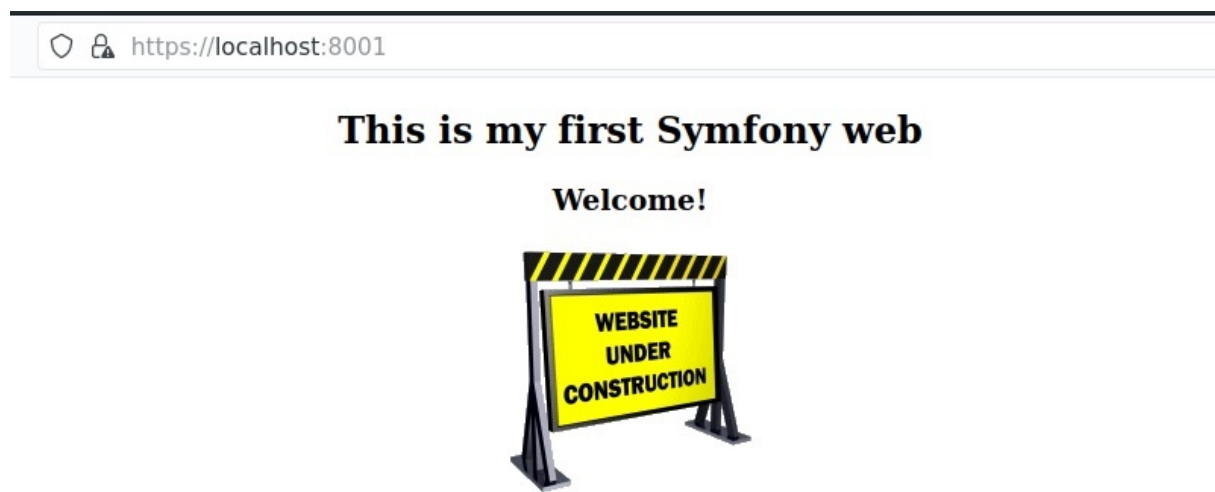 https://localhost:8001
This is my first Symfony web
Welcome!
WEBSITE
UNDER
CONSTRUCTION